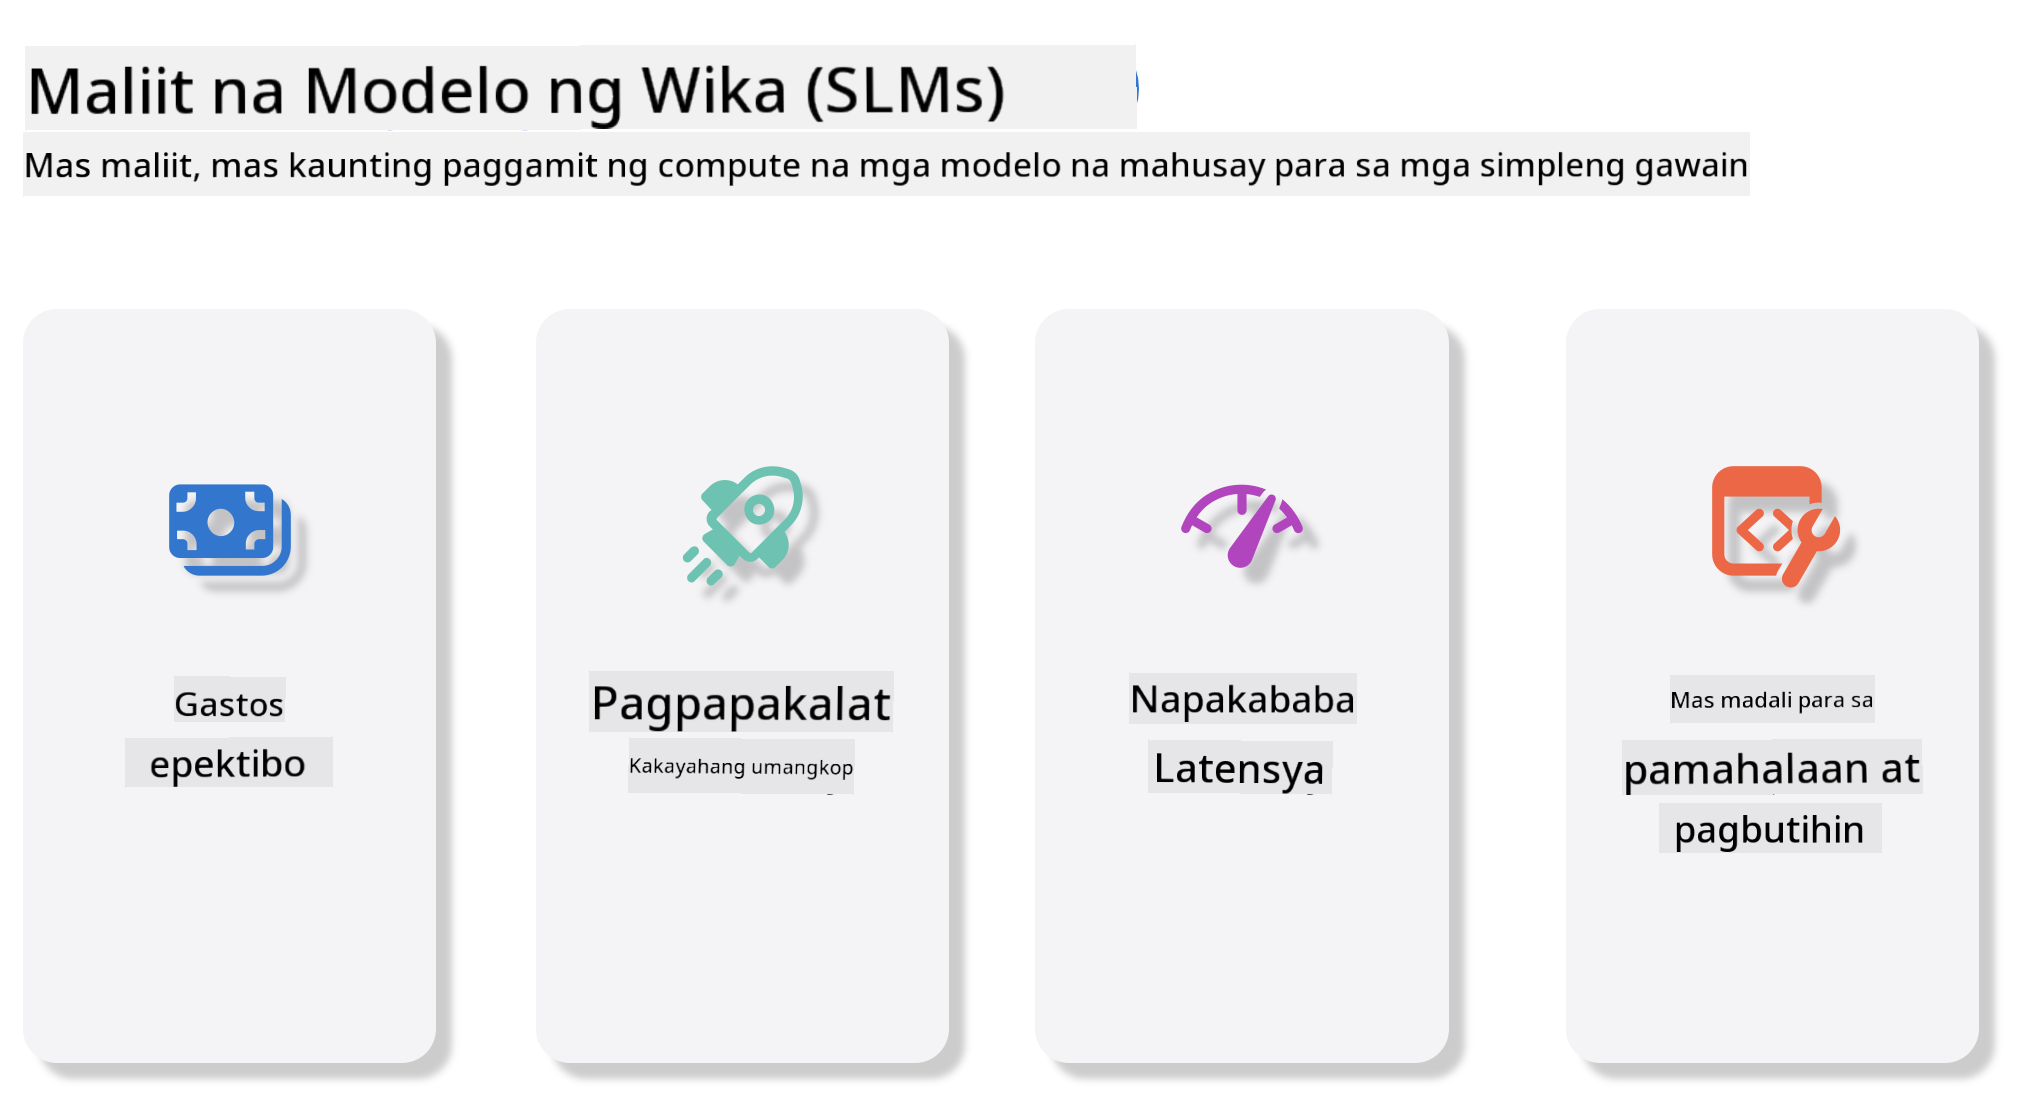 Maliit na Modelo ng Wika (SLMs)
Mas maliit, mas kaunting paggamit ng compute na mga modelo na mahusay para sa mga simpleng gawain
Gastos
epektibo
Pagpapakalat
Kakayahang umangkop
Napakababa
Latensya
Mas madali para sa
pamahalaan at
pagbutihin